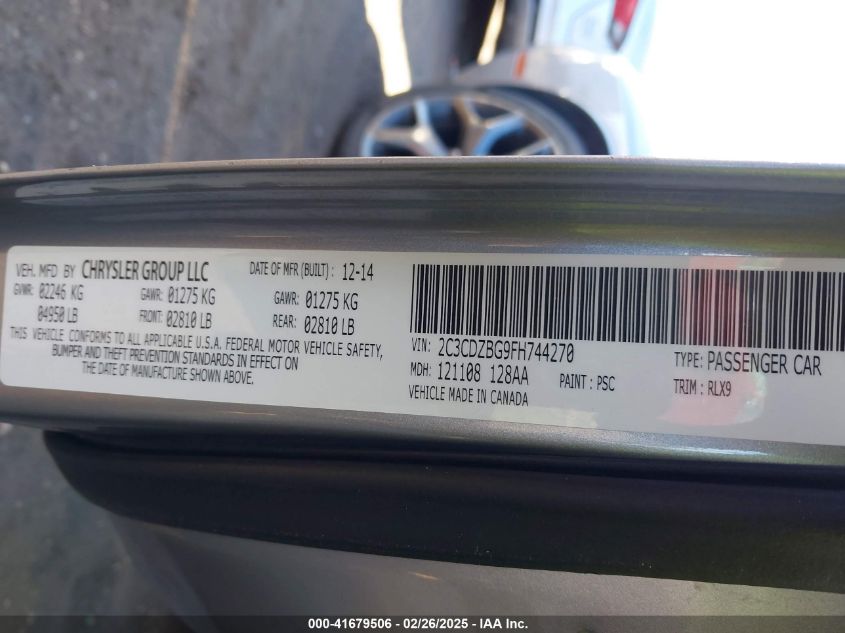 VEH. MFD BY CHRYSLER GROUP LLC DATE OF MFR (BUILT) : 12-14
GVWR: 02246 KG GAWR: 01275 KG GAWR: 01275 KG
04950 LB FRONT: 02810 LB REAR: 02810 LB
THIS VEHICLE CONFORMS TO ALL APPLICABLE U.S.A. FEDERAL MOTOR VEHICLE SAFETY,
BUMPER AND THEFT PREVENTION STANDARDS IN EFFECT ON
THE DATE OF MANUFACTURE SHOWN ABOVE.
VIN: 2C3CDZBG9FH744270 TYPE: PASSENGER CAR
MDH: 121108 128AA PAINT: PSC TRIM: RLX9
VEHICLE MADE IN CANADA
000-41679506 - 02/26/2025 - IAA Inc.